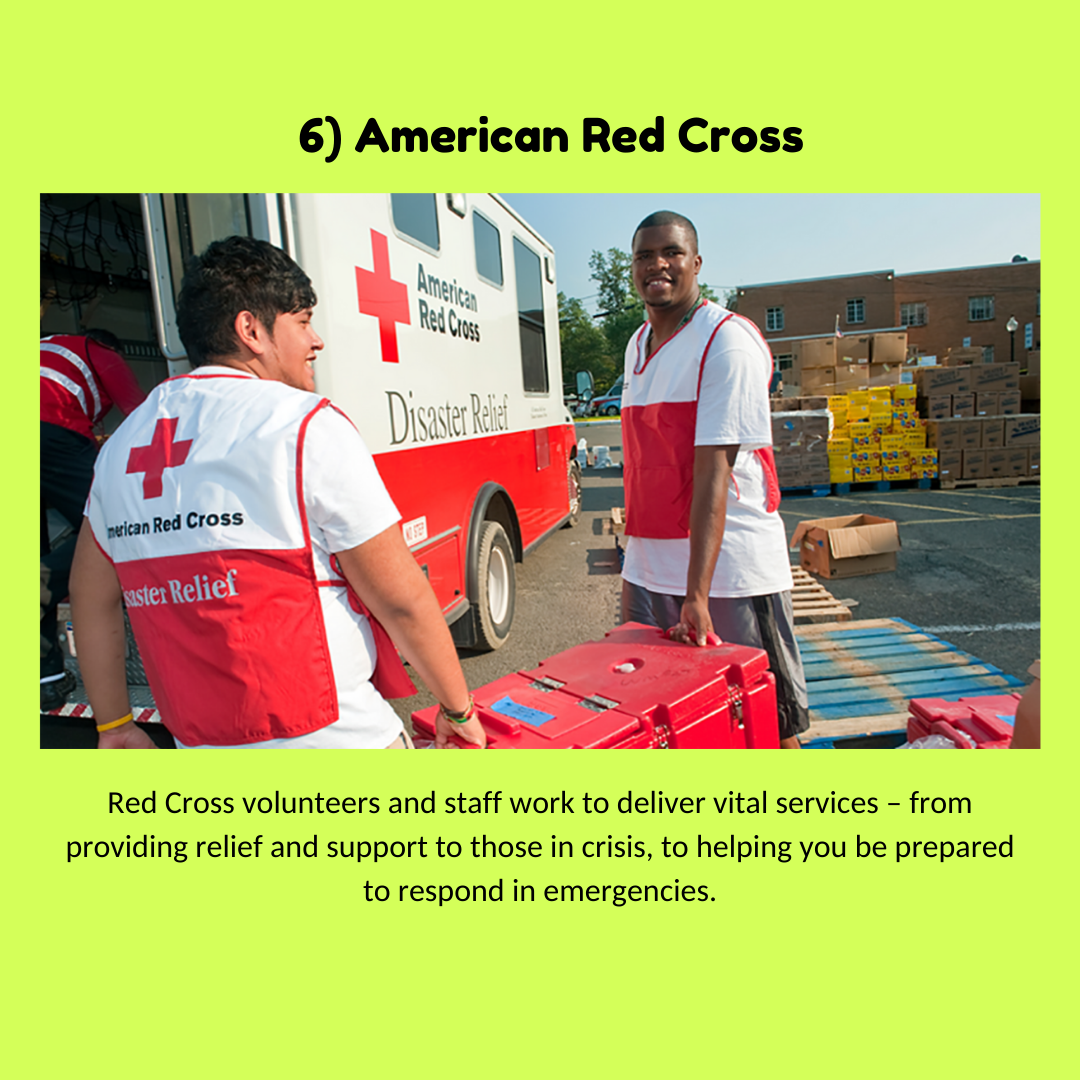 6) American Red Cross
American
Red Cross
Disaster Relief
NO STEP
merican Red Cross
saster Relief
Red Cross volunteers and staff work to deliver vital services – from
providing relief and support to those in crisis, to helping you be prepared
to respond in emergencies.